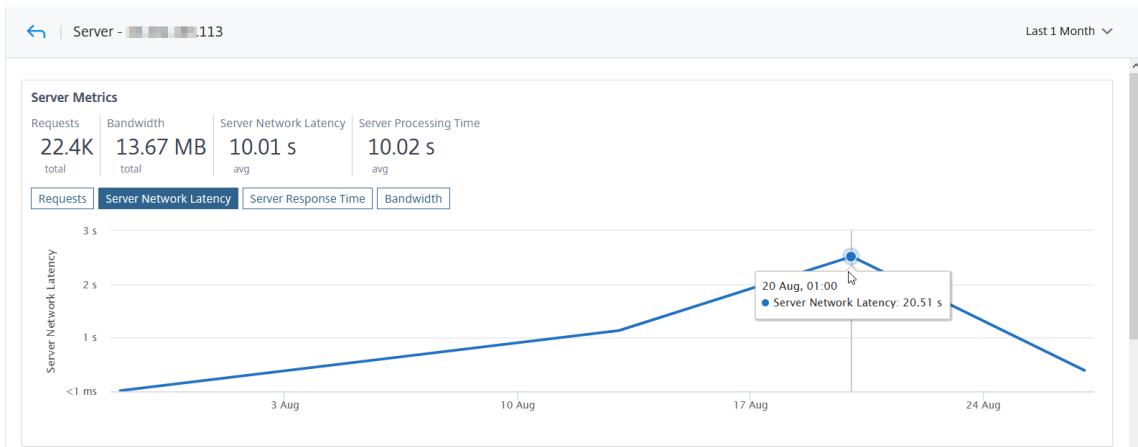 Server - .113
Last 1 Month
Server Metrics
Requests Bandwidth Server Network Latency Server Processing Time
22.4K 13.67 MB 10.01 s 10.02 s
total total avg avg
Requests Server Network Latency Server Response Time Bandwidth
Server Network Latency
3 s
2 s
1 s
<1 ms
20 Aug, 01:00
Server Network Latency: 20.51 s
3 Aug 10 Aug 17 Aug 24 Aug